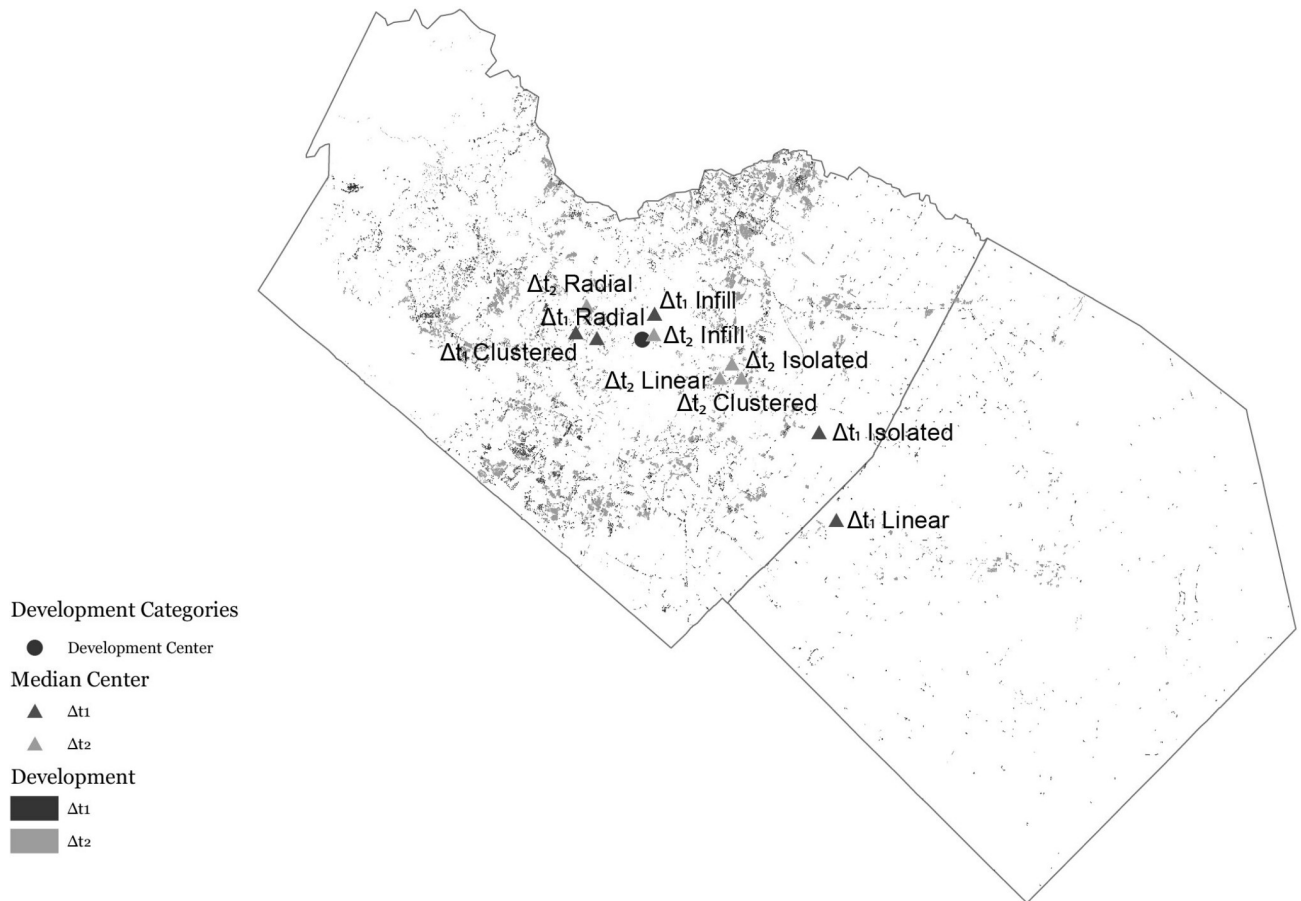 Δt₂ Radial
Δt₁ Infill
Δt₁ Radial
Δt₂ Infill
Δt₁ Clustered
Δt₂ Isolated
Δt₂ Linear
Δt₂ Clustered
Δt₁ Isolated
Δt₁ Linear
Development Categories
Development Center
Median Center
Δt1
Δt2
Development
Δt1
Δt2